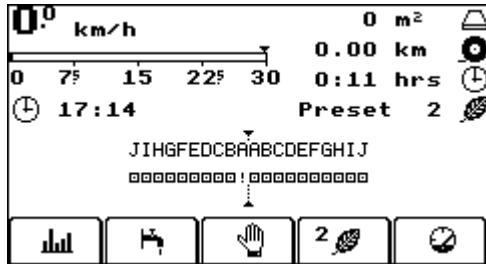 0.0 km/h 0 m²
0.00 km
0 7.5 15 22.5 30 0:11 hrs
17:14 Preset 2
JIHGFEDCBAABCDEFGHIJ
2